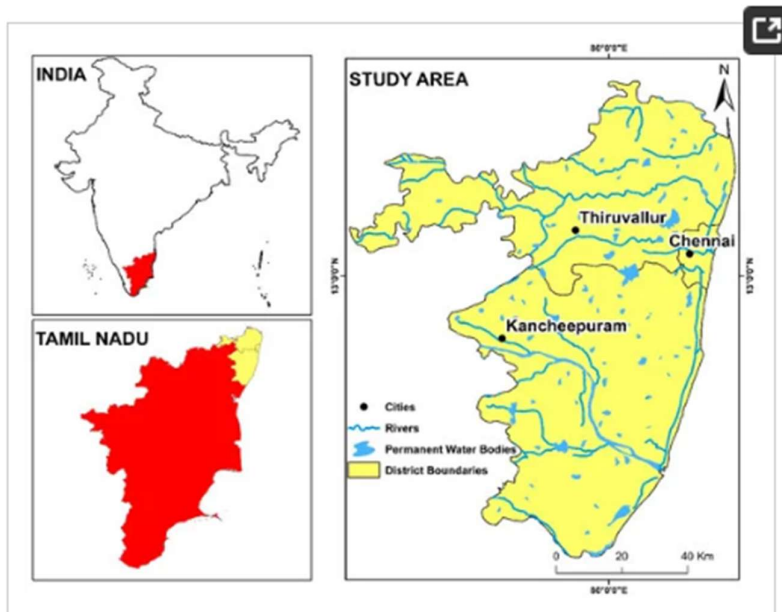 INDIA
TAMIL NADU
80°0'0"E
STUDY AREA
N
Thiruvallur
Chennai
13°0'0"N
13°0'0"N
Kancheepuram
Cities
Rivers
Permanent Water Bodies
District Boundaries
0 20 40 Km
80°0'0"E